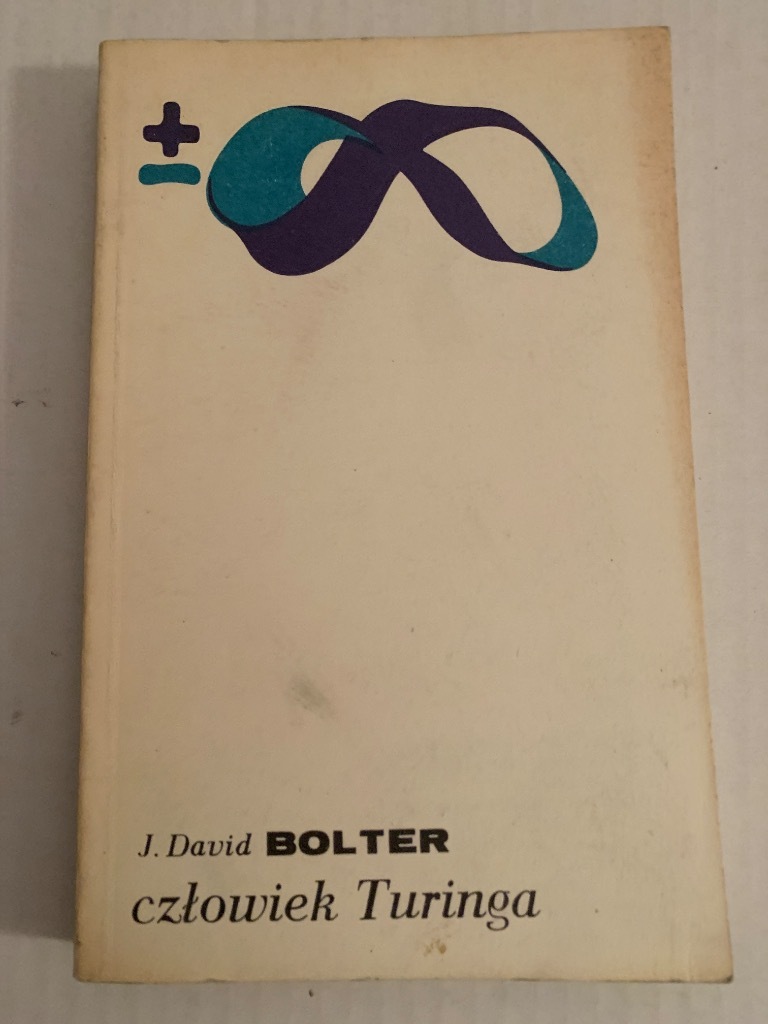 ±∞
J. David BOLTER
człowiek Turinga